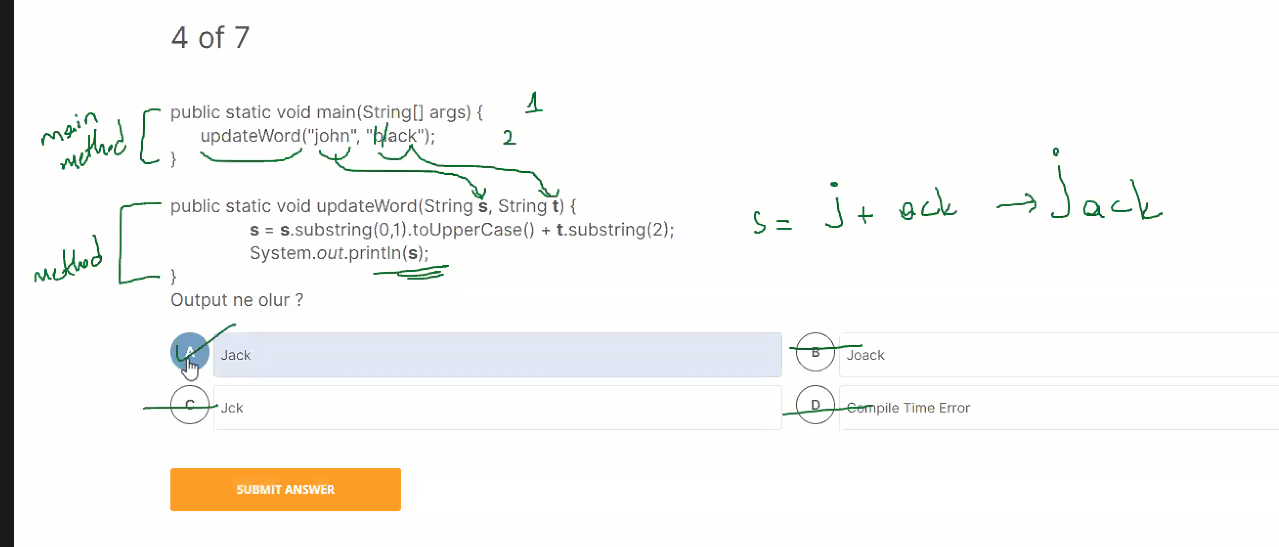 4 of 7
main method
public static void main(String[] args) {
1
updateWord("john", "black");
2
}
method
public static void updateWord(String s, String t) {
s = s.substring(0,1).toUpperCase() + t.substring(2);
System.out.println(s);
}
s = j + ack → Jack
Output ne olur ?
A Jack
B Joack
C Jck
D Compile Time Error
SUBMIT ANSWER